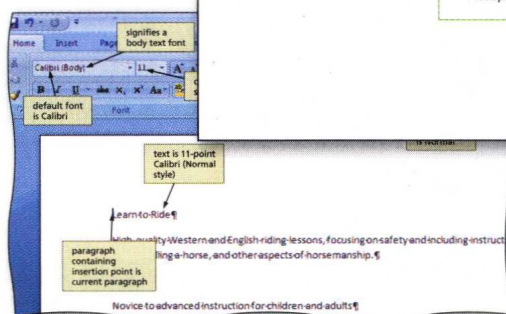 signifies a
body text font
Home Insert
Calibri (Body)
11
default font
is Calibri
Font
is Normal
text is 11-point
Calibri (Normal
style)
Learn to Ride¶
High-quality Western and English riding lessons, focusing on safety and including instruct
a horse, and other aspects of horsemanship.¶
paragraph
containing
insertion point is
current paragraph
Novice to advanced instruction for children and adults¶